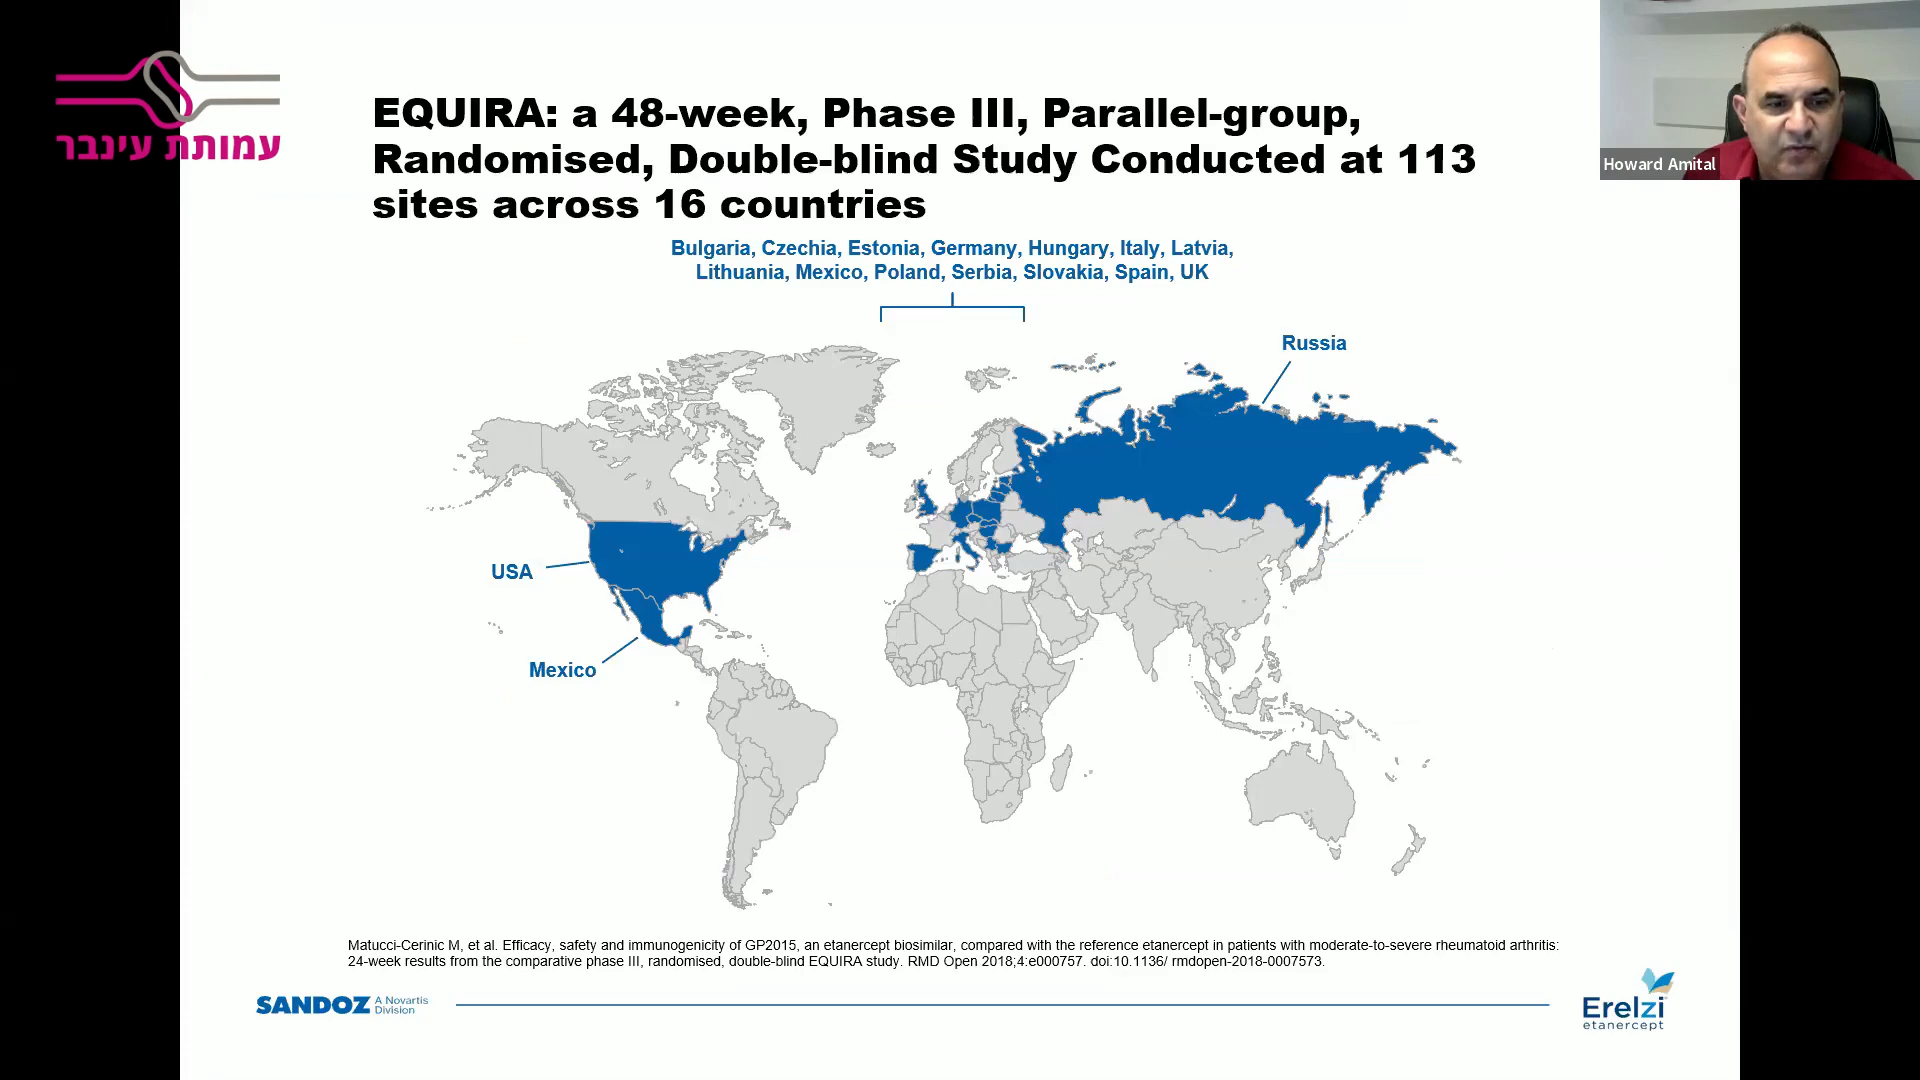 עמותת עינבר
EQUIRA: a 48-week, Phase III, Parallel-group,
Randomised, Double-blind Study Conducted at 113
sites across 16 countries
Howard Amital
Bulgaria, Czechia, Estonia, Germany, Hungary, Italy, Latvia,
Lithuania, Mexico, Poland, Serbia, Slovakia, Spain, UK
Russia
USA
Mexico
Matucci-Cerinic M, et al. Efficacy, safety and immunogenicity of GP2015, an etanercept biosimilar, compared with the reference etanercept in patients with moderate-to-severe rheumatoid arthritis:
24-week results from the comparative phase III, randomised, double-blind EQUIRA study. RMD Open 2018;4:e000757. doi:10.1136/ rmdopen-2018-0007573.
SANDOZ A Novartis
Division
Erelzi
etanercept